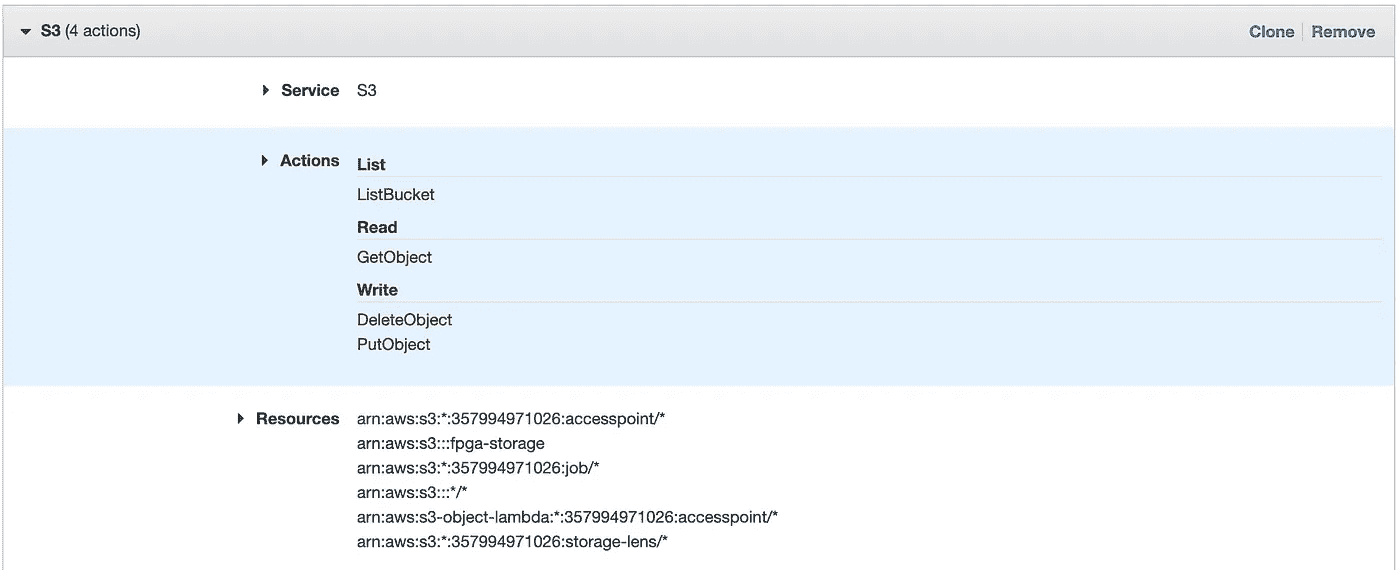 S3 (4 actions) Clone Remove
Service S3
Actions List
ListBucket
Read
GetObject
Write
DeleteObject
PutObject
Resources arn:aws:s3:*:357994971026:accesspoint/*
arn:aws:s3:::fpga-storage
arn:aws:s3:*:357994971026:job/*
arn:aws:s3:::*/*
arn:aws:s3-object-lambda:*:357994971026:accesspoint/*
arn:aws:s3:*:357994971026:storage-lens/*